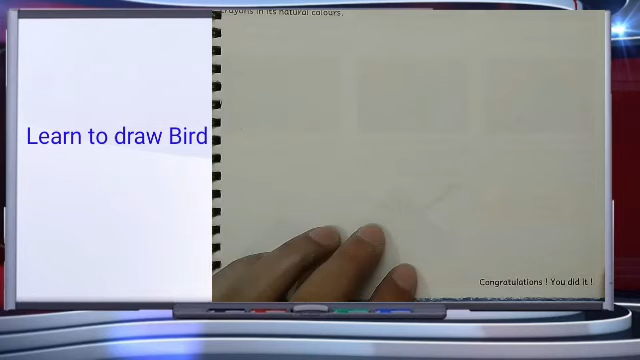 crayons in its natural colours.
Learn to draw Bird
Congratulations ! You did it !